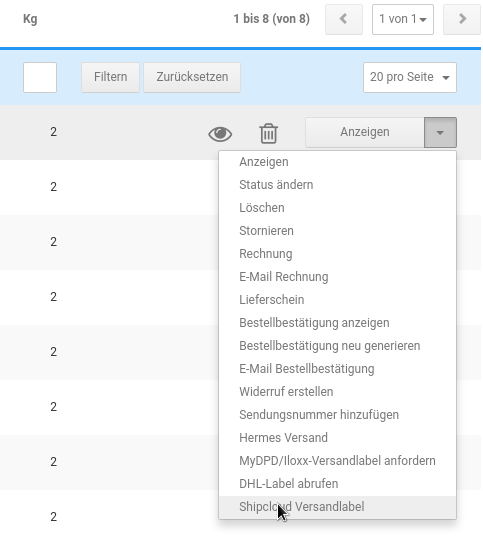 Kg 1 bis 8 (von 8) 1 von 1
Filtern Zurücksetzen 20 pro Seite
2 Anzeigen
Anzeigen
2 Status ändern
Löschen
Stornieren
2 Rechnung
E-Mail Rechnung
2 Lieferschein
Bestellbestätigung anzeigen
2 Bestellbestätigung neu generieren
E-Mail Bestellbestätigung
Widerruf erstellen
2 Sendungsnummer hinzufügen
Hermes Versand
2 MyDPD/Iloxx-Versandlabel anfordern
DHL-Label abrufen
2 Shipcloud Versandlabel